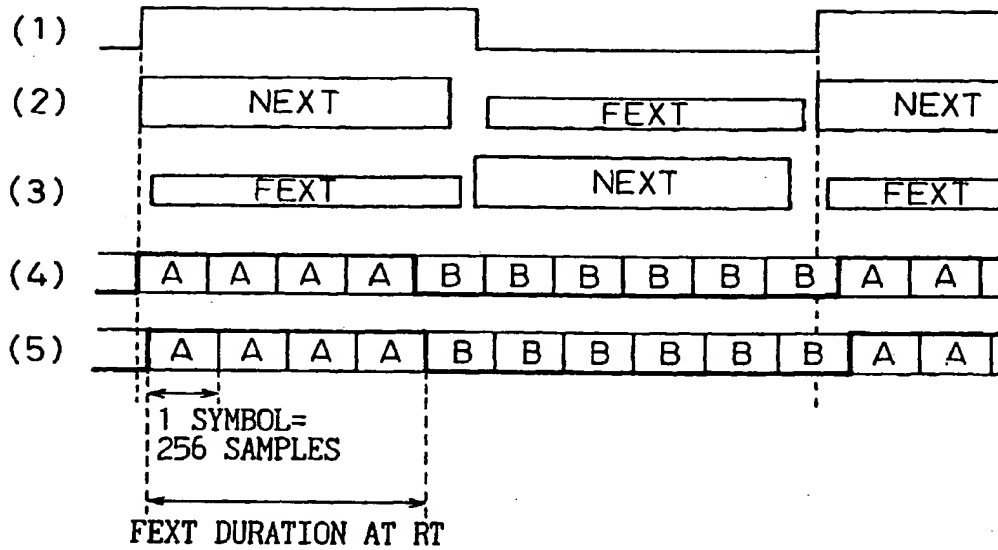 (1)
(2) NEXT FEXT NEXT
(3) FEXT NEXT FEXT
(4) A A A A B B B B B B A A
(5) A A A A B B B B B B A A
1 SYMBOL=
256 SAMPLES
FEXT DURATION AT RT